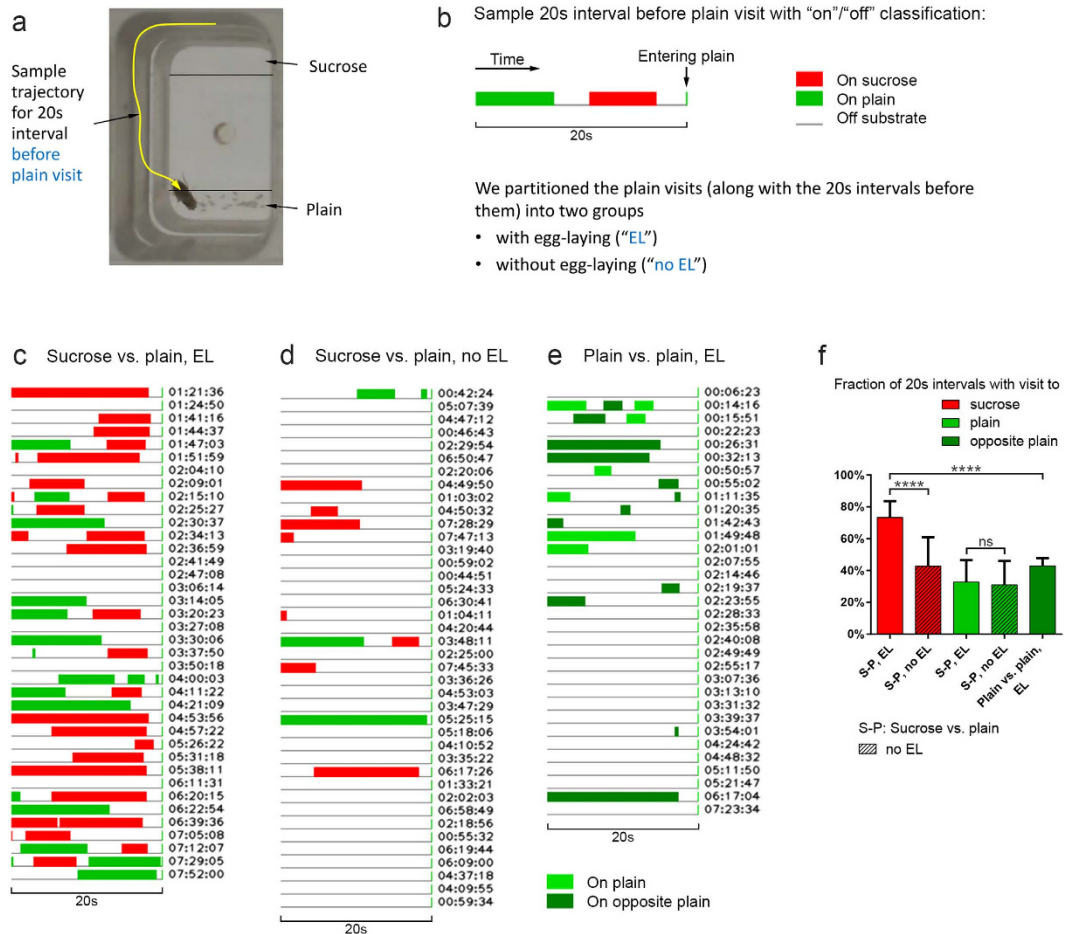 a
Sample
trajectory
for 20s
interval
before
plain visit
Sucrose
Plain
b Sample 20s interval before plain visit with “on”/“off” classification:
Time
Entering plain
20s
On sucrose
On plain
Off substrate
We partitioned the plain visits (along with the 20s intervals before
them) into two groups
• with egg-laying (“EL”)
• without egg-laying (“no EL”)
c Sucrose vs. plain, EL
01:21:36
01:24:50
01:41:16
01:44:37
01:47:03
01:51:59
02:04:10
02:09:01
02:15:10
02:25:27
02:30:37
02:34:13
02:36:59
02:41:49
02:47:08
03:06:14
03:14:05
03:20:23
03:27:08
03:30:06
03:37:50
03:50:18
04:00:03
04:11:22
04:21:09
04:53:56
04:57:22
05:26:22
05:31:18
05:38:11
06:11:31
06:20:15
06:22:54
06:39:36
07:05:08
07:12:07
07:29:05
07:52:00
20s
d Sucrose vs. plain, no EL
00:42:24
05:07:39
04:47:12
00:46:43
02:29:54
06:50:47
02:20:06
04:49:50
01:03:02
04:50:32
07:28:29
07:47:13
03:19:40
00:59:02
00:44:51
05:24:33
06:30:41
01:04:11
04:20:44
03:48:11
02:25:00
07:45:33
03:36:26
04:53:03
03:47:29
05:25:15
05:18:06
04:10:52
03:35:22
06:17:26
01:33:21
02:02:03
06:58:49
02:18:56
00:55:32
06:19:44
06:09:00
04:37:18
04:09:55
00:59:34
20s
e Plain vs. plain, EL
00:06:23
00:14:16
00:15:51
00:22:23
00:26:31
00:32:13
00:50:57
00:55:02
01:11:35
01:20:35
01:42:43
01:49:48
02:01:01
02:07:55
02:14:46
02:19:37
02:23:55
02:28:33
02:35:58
02:40:08
02:49:49
02:55:17
03:07:36
03:13:10
03:31:32
03:39:37
03:54:01
04:24:42
04:48:32
05:11:50
05:21:47
06:17:04
07:23:34
20s
On plain
On opposite plain
f
Fraction of 20s intervals with visit to
sucrose
plain
opposite plain
100%
80%
60%
40%
20%
0%
****
****
ns
S-P, EL
S-P, no EL
S-P, EL
S-P, no EL
Plain vs. plain,
EL
S-P: Sucrose vs. plain
no EL